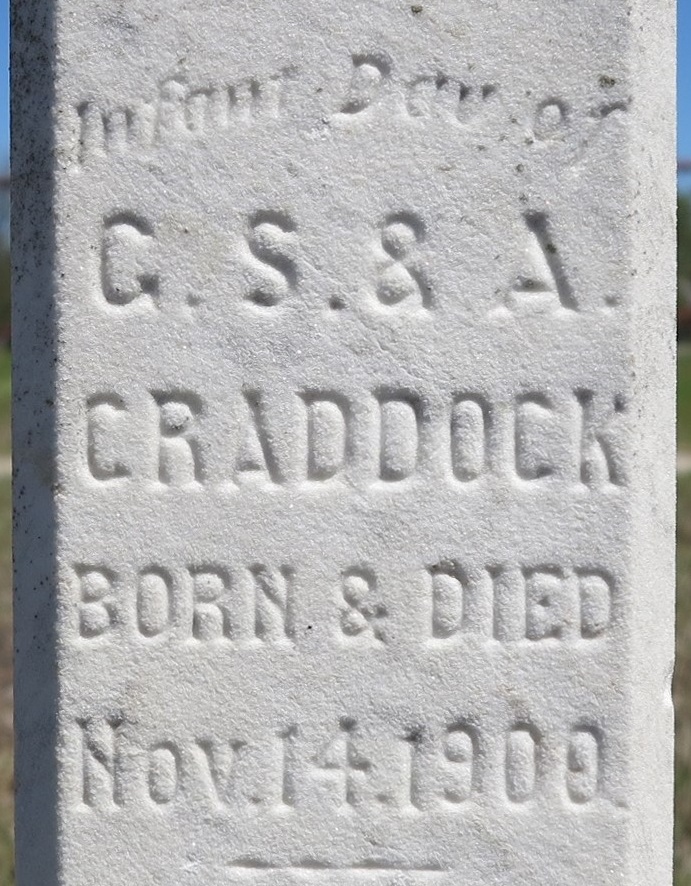 Infant Dau. of
G. S. & A.
CRADDOCK
BORN & DIED
Nov. 14. 1900.